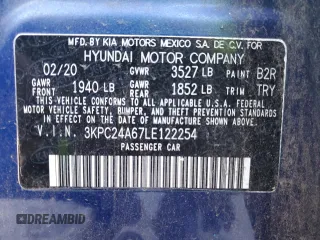 MFD. BY KIA MOTORS MEXICO S.A. DE C.V. FOR
HYUNDAI MOTOR COMPANY
02/20 GVWR 3527 LB PAINT B2R
GAWR FRONT 1940 LB GAWR REAR 1852 LB TRIM TRY
THIS VEHICLE CONFORMS TO ALL APPLICABLE U.S. FEDERAL MOTOR VEHICLE
SAFETY, BUMPER, AND THEFT PREVENTION STANDARDS IN EFFECT ON THE
DATE OF MANUFACTURE SHOWN ABOVE.
V.I.N. 3KPC24A67LE122254
PASSENGER CAR
DREAMBID